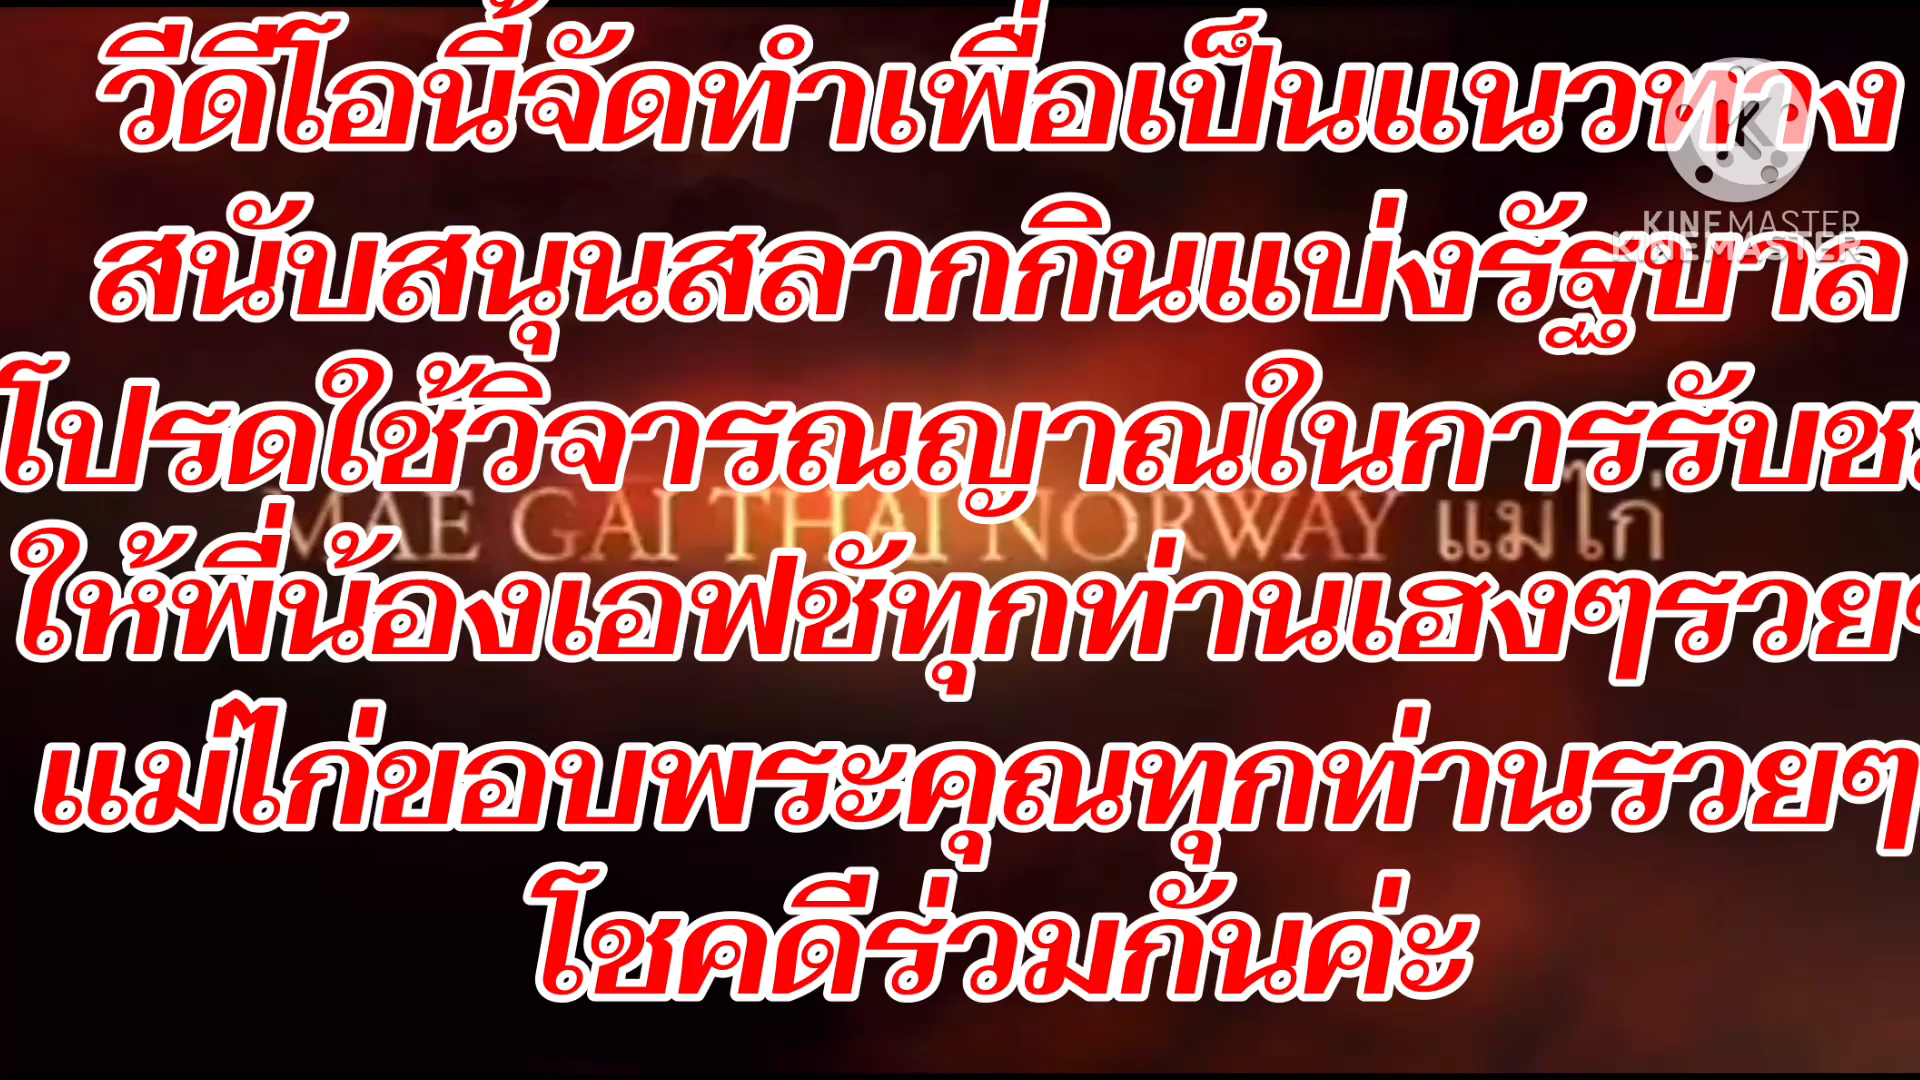 วีดีโอนี้จัดทำเพื่อเป็นแนวทาง
สนับสนุนสลากกินแบ่งรัฐบาล
โปรดใช้วิจารณญาณในการรับชม
MAE GAI THAI NORWAY แม่ไก่
ให้พี่น้องเอฟซีทุกท่านเฮงๆรวยๆ
แม่ไก่ขอบพระคุณทุกท่านรวยๆ
โชคดีร่วมกันค่ะ
KINEMASTER
KINEMASTER